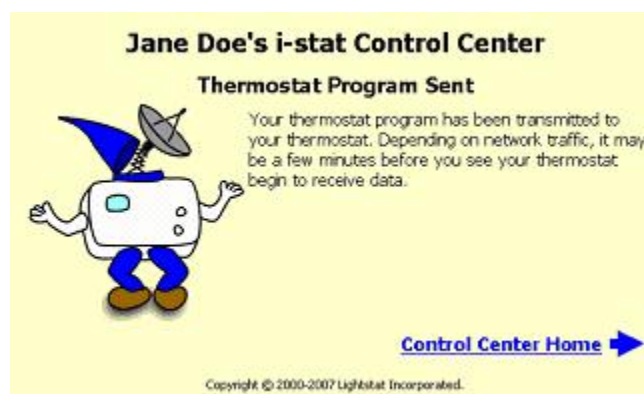 Jane Doe's i-stat Control Center
Thermostat Program Sent
Your thermostat program has been transmitted to
your thermostat. Depending on network traffic, it may
be a few minutes before you see your thermostat
begin to receive data.
Control Center Home
Copyright © 2000-2007 Lightstat Incorporated.